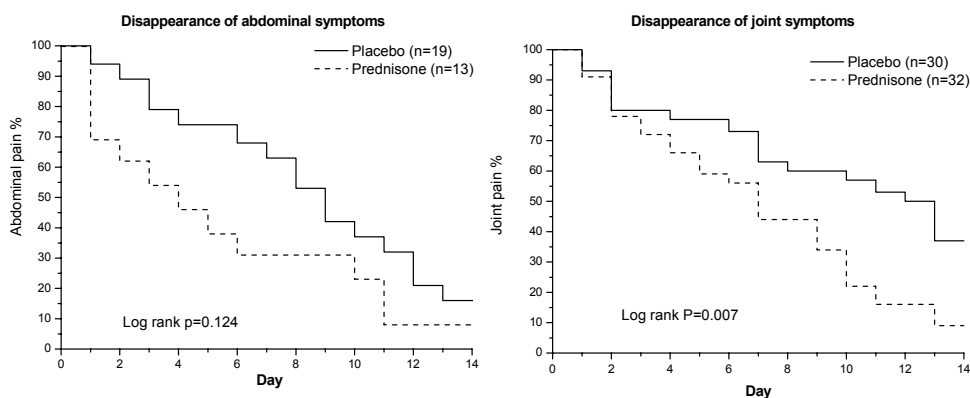 Disappearance of abdominal symptoms
100
90
80
70
60
50
40
30
20
10
0
Abdominal pain %
Placebo (n=19)
Prednisone (n=13)
Log rank p=0.124
0 2 4 6 8 10 12 14
Day
Disappearance of joint symptoms
100
90
80
70
60
50
40
30
20
10
0
Joint pain %
Placebo (n=30)
Prednisone (n=32)
Log rank P=0.007
0 2 4 6 8 10 12 14
Day